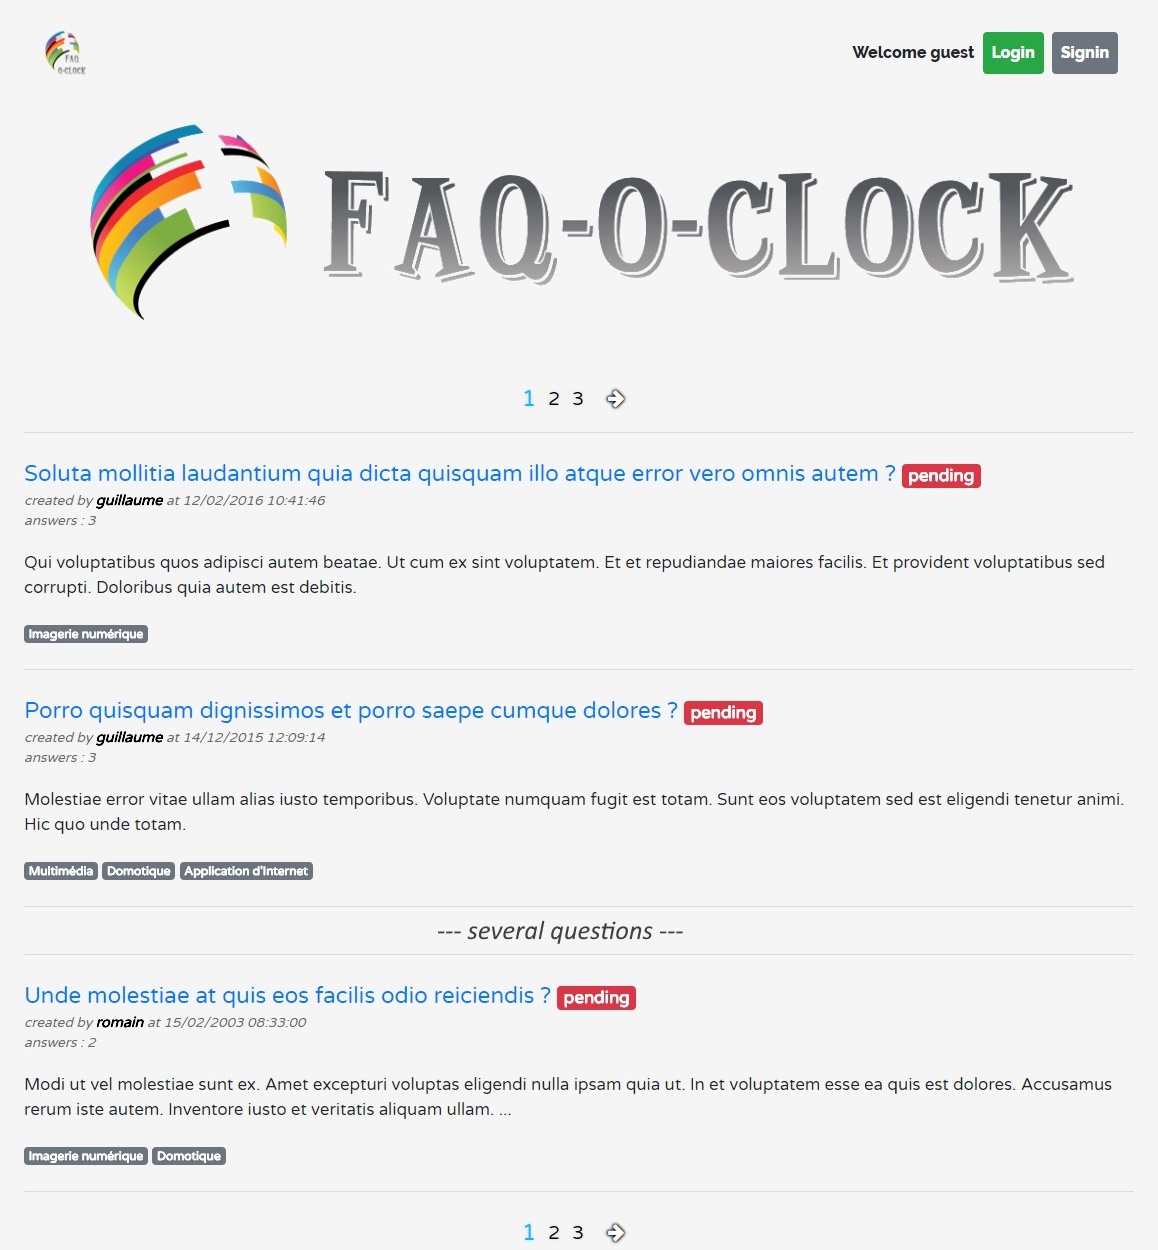 FAQ
O-CLOCK
Welcome guest Login Signin
FAQ-O-CLOCK
1 2 3
Soluta mollitia laudantium quia dicta quisquam illo atque error vero omnis autem ? pending
created by guillaume at 12/02/2016 10:41:46
answers : 3
Qui voluptatibus quos adipisci autem beatae. Ut cum ex sint voluptatem. Et et repudiandae maiores facilis. Et provident voluptatibus sed
corrupti. Doloribus quia autem est debitis.
Imagerie numérique
Porro quisquam dignissimos et porro saepe cumque dolores ? pending
created by guillaume at 14/12/2015 12:09:14
answers : 3
Molestiae error vitae ullam alias iusto temporibus. Voluptate numquam fugit est totam. Sunt eos voluptatem sed est eligendi tenetur animi.
Hic quo unde totam.
Multimédia Domotique Application d'Internet
--- several questions ---
Unde molestiae at quis eos facilis odio reiciendis ? pending
created by romain at 15/02/2003 08:33:00
answers : 2
Modi ut vel molestiae sunt ex. Amet excepturi voluptas eligendi nulla ipsam quia ut. In et voluptatem esse ea quis est dolores. Accusamus
rerum iste autem. Inventore iusto et veritatis aliquam ullam. ...
Imagerie numérique Domotique
1 2 3